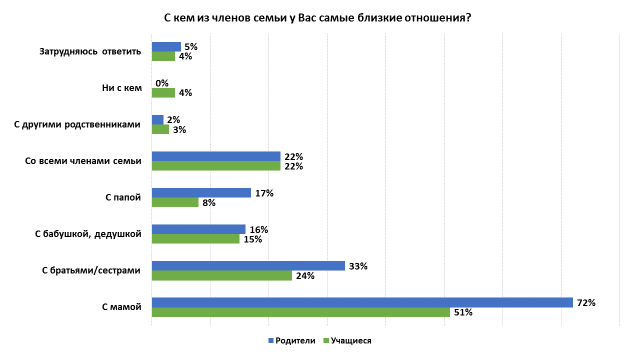 С кем из членов семьи у Вас самые близкие отношения?
Затрудняюсь ответить
5%
4%
Ни с кем
0%
4%
С другими родственниками
2%
3%
Со всеми членами семьи
22%
22%
С папой
17%
8%
С бабушкой, дедушкой
16%
15%
С братьями/сестрами
33%
24%
С мамой
72%
51%
Родители
Учащиеся